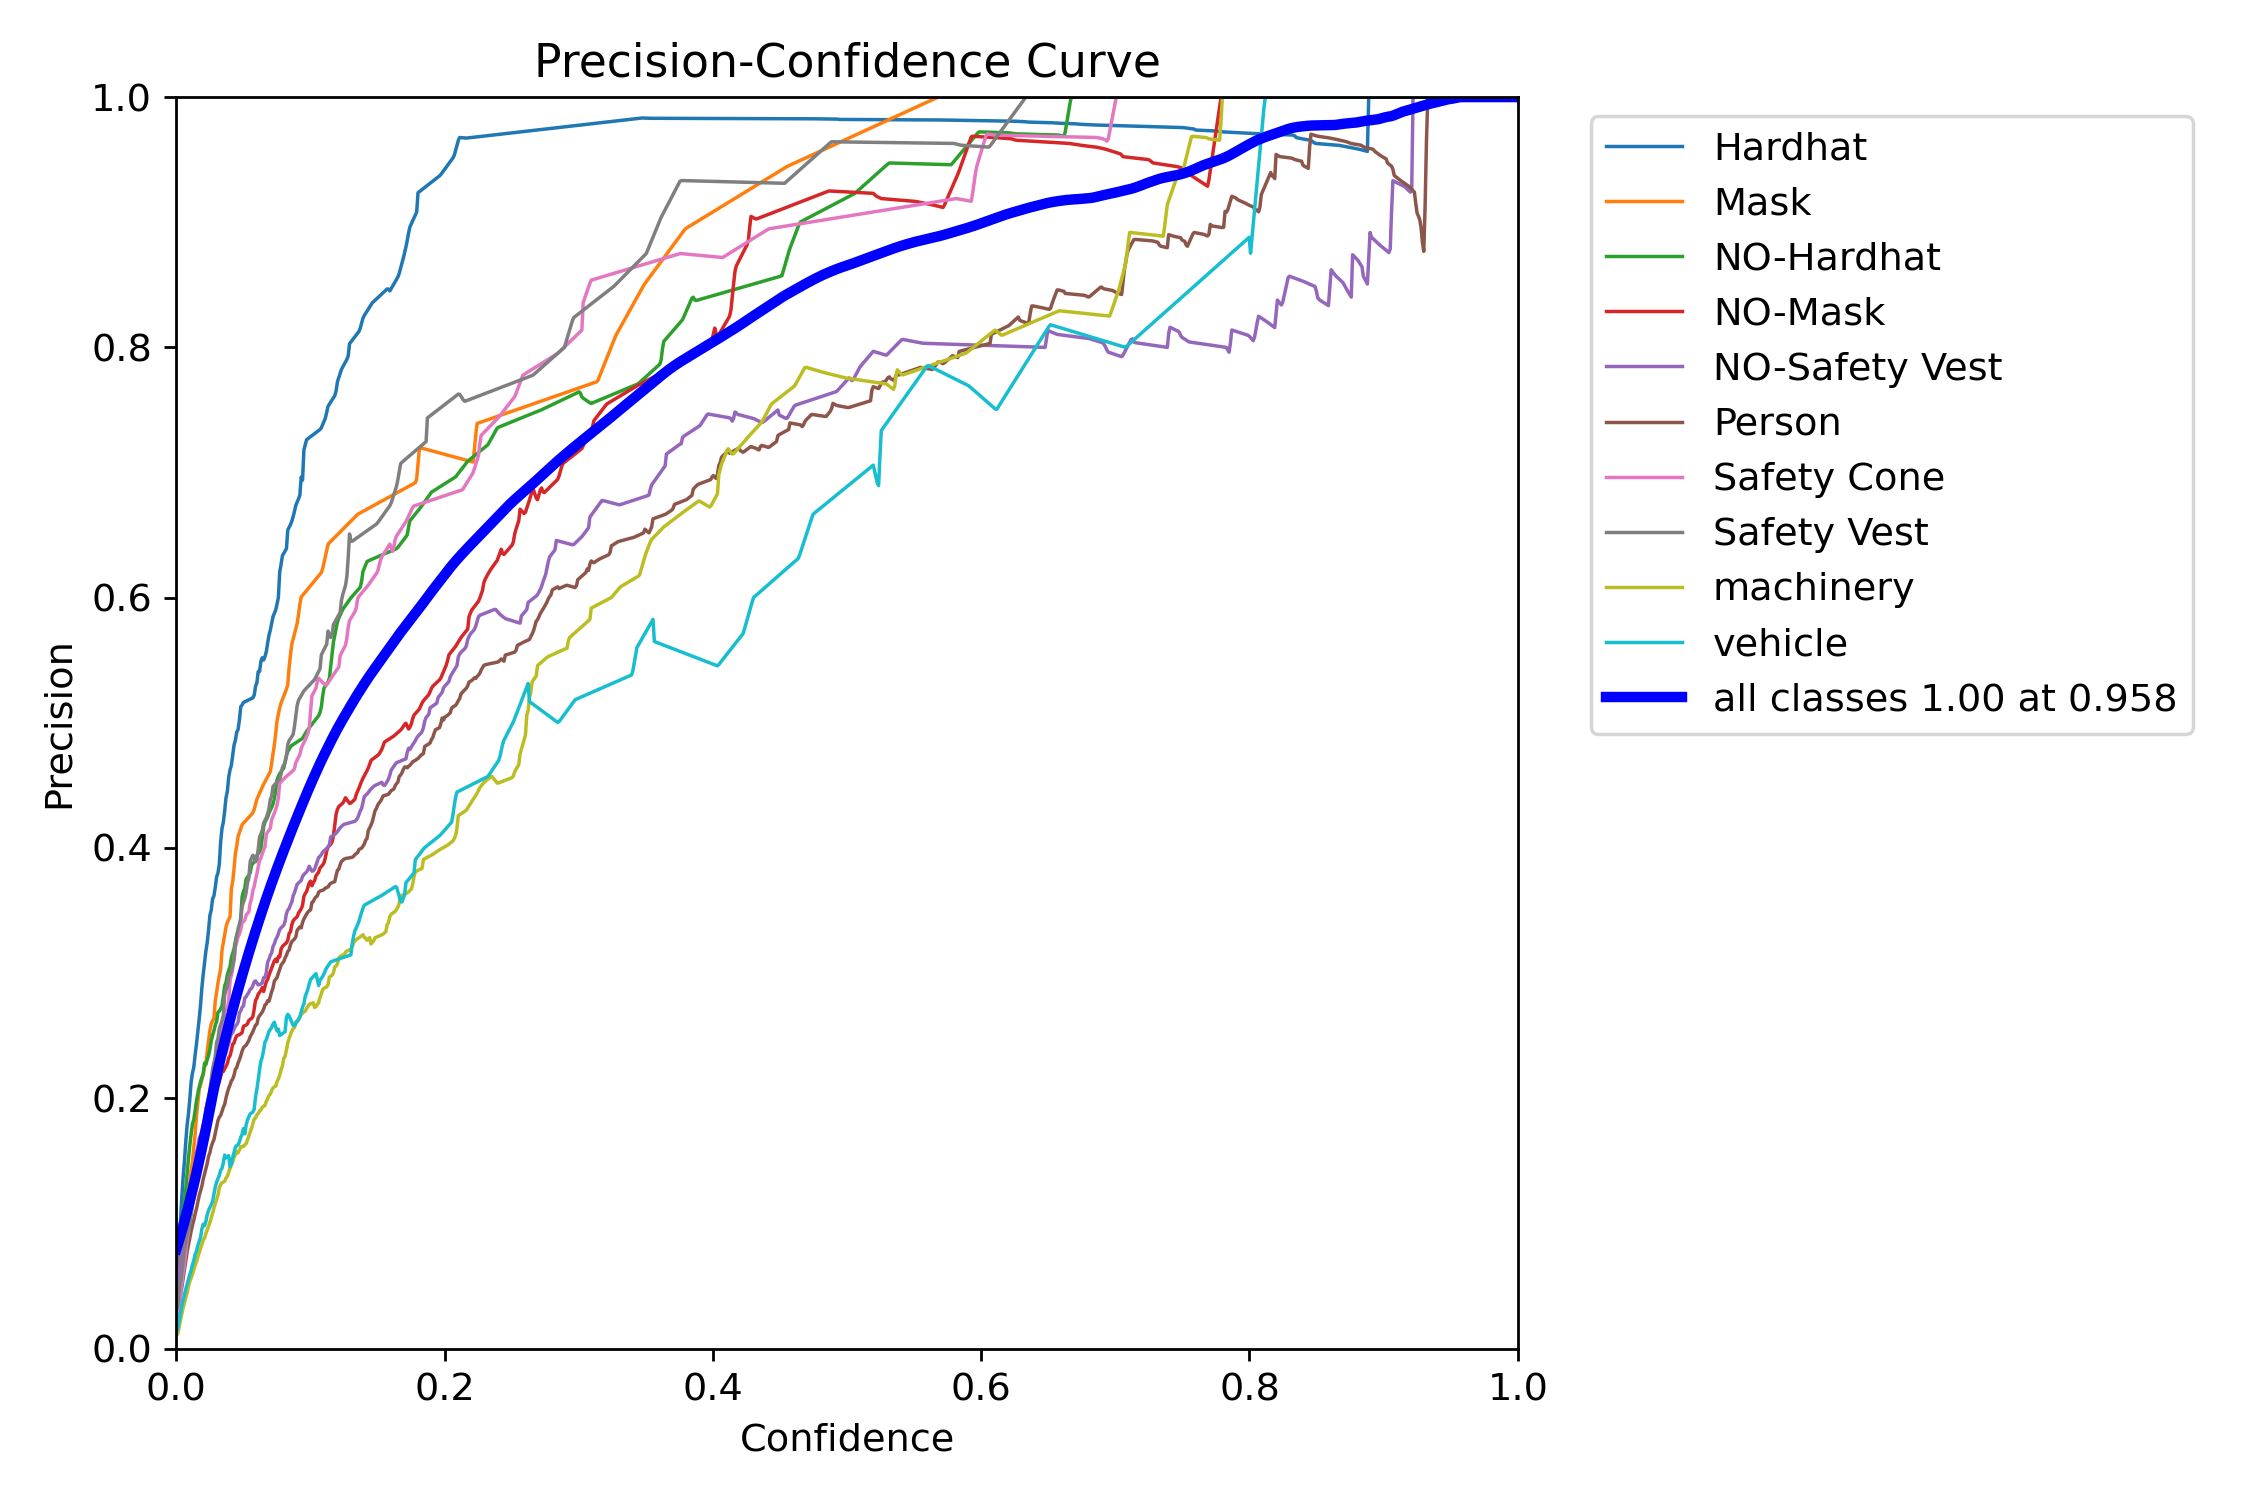 Precision-Confidence Curve
1.0
0.8
0.6
0.4
0.2
0.0
Precision
0.0 0.2 0.4 0.6 0.8 1.0
Confidence
Hardhat
Mask
NO-Hardhat
NO-Mask
NO-Safety Vest
Person
Safety Cone
Safety Vest
machinery
vehicle
all classes 1.00 at 0.958